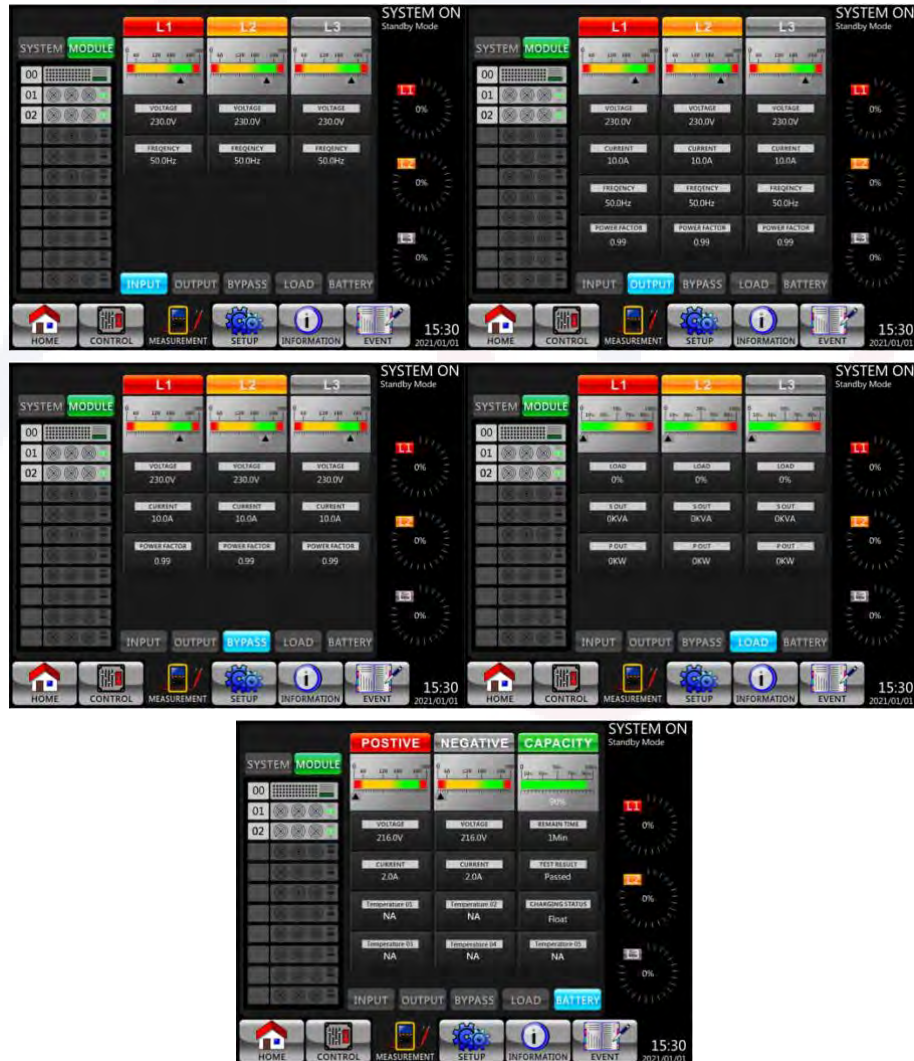 SYSTEM ON
L1 L2 L3 Standby Mode
SYSTEM MODULE
00
01 L1
02 VOLTAGE VOLTAGE VOLTAGE 0%
230.0V 230.0V 230.0V
FREQENCY FREQENCY FREQENCY
50.0Hz 50.0Hz 50.0Hz
L2
0%
L3
0%
INPUT OUTPUT BYPASS LOAD BATTERY
HOME CONTROL MEASUREMENT SETUP INFORMATION EVENT
15:30
2021/01/01
SYSTEM ON
L1 L2 L3 Standby Mode
SYSTEM MODULE
00
01 L1
02 VOLTAGE VOLTAGE VOLTAGE 0%
230.0V 230.0V 230.0V
CURRENT CURRENT CURRENT
10.0A 10.0A 10.0A
L2
FREQENCY FREQENCY FREQENCY 0%
50.0Hz 50.0Hz 50.0Hz
POWER FACTOR POWER FACTOR POWER FACTOR
0.99 0.99 0.99
L3
0%
INPUT OUTPUT BYPASS LOAD BATTERY
HOME CONTROL MEASUREMENT SETUP INFORMATION EVENT
15:30
2021/01/01
SYSTEM ON
L1 L2 L3 Standby Mode
SYSTEM MODULE
00
01 L1
02 VOLTAGE VOLTAGE VOLTAGE 0%
230.0V 230.0V 230.0V
CURRENT CURRENT CURRENT
10.0A 10.0A 10.0A
L2
POWER FACTOR POWER FACTOR POWER FACTOR 0%
0.99 0.99 0.99
L3
0%
INPUT OUTPUT BYPASS LOAD BATTERY
HOME CONTROL MEASUREMENT SETUP INFORMATION EVENT
15:30
2021/01/01
SYSTEM ON
L1 L2 L3 Standby Mode
SYSTEM MODULE
00
01 L1
02 LOAD LOAD LOAD 0%
0% 0% 0%
S OUT S OUT S OUT
0KVA 0KVA 0KVA
L2
P OUT P OUT P OUT 0%
0KW 0KW 0KW
L3
0%
INPUT OUTPUT BYPASS LOAD BATTERY
HOME CONTROL MEASUREMENT SETUP INFORMATION EVENT
15:30
2021/01/01
SYSTEM ON
POSTIVE NEGATIVE CAPACITY Standby Mode
SYSTEM MODULE
00
90%
01 L1
02 VOLTAGE VOLTAGE REMAIN TIME 0%
216.0V 216.0V 1Min
CURRENT CURRENT TEST RESULT
2.0A 2.0A Passed
L2
Temperature 01 Temperature 02 CHARGING STATUS 0%
NA NA Float
Temperature 03 Temperature 04 Temperature 05
NA NA NA
L3
0%
INPUT OUTPUT BYPASS LOAD BATTERY
HOME CONTROL MEASUREMENT SETUP INFORMATION EVENT
15:30
2021/01/01